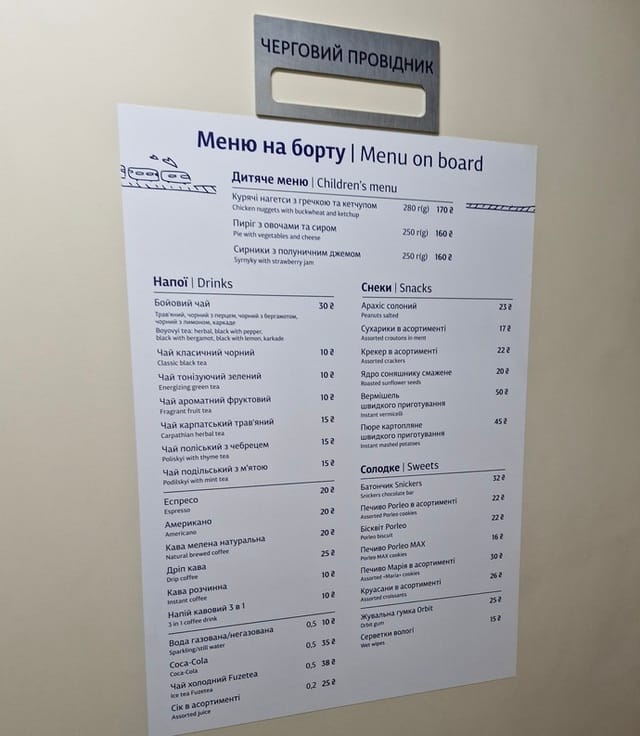 ЧЕРГОВИЙ ПРОВІДНИК
Меню на борту | Menu on board
Дитяче меню | Children's menu
Курячі нагетси з гречкою та кетчупом 280 г(g) 170 ₴
Chicken nuggets with buckwheat and ketchup
Пиріг з овочами та сиром 250 г(g) 160 ₴
Pie with vegetables and cheese
Сирники з полуничним джемом 250 г(g) 160 ₴
Syrnyky with strawberry jam
Напої | Drinks
Бойовий чай 30 ₴
Трав'яний, чорний з перцем, чорний з бергамотом,
чорний з лимоном, каркаде
Boyovyi tea: herbal, black with pepper,
black with bergamot, black with lemon, karkade
Чай класичний чорний 10 ₴
Classic black tea
Чай тонізуючий зелений 10 ₴
Energizing green tea
Чай ароматний фруктовий 10 ₴
Fragrant fruit tea
Чай карпатський трав'яний 15 ₴
Carpathian herbal tea
Чай поліський з чебрецем 15 ₴
Poliskyi with thyme tea
Чай подільський з м'ятою 15 ₴
Podilskyi with mint tea
Еспресо 20 ₴
Espresso
Американо 20 ₴
Americano
Кава мелена натуральна 20 ₴
Natural brewed coffee
Дріп кава 25 ₴
Drip coffee
Кава розчинна 10 ₴
Instant coffee
Напій кавовий 3 в 1 10 ₴
3 in 1 coffee drink
Вода газована/негазована 0,5 10 ₴
Sparkling/still water
Coca-Cola 0,5 35 ₴
Coca-Cola
Чай холодний Fuzetea 0,5 38 ₴
Ice tea Fuzetea
Сік в асортименті 0,2 25 ₴
Assorted juice
Снеки | Snacks
Арахіс солоний 23 ₴
Peanuts salted
Сухарики в асортименті 17 ₴
Assorted croutons in ment
Крекер в асортименті 22 ₴
Assorted crackers
Ядро соняшнику смажене 20 ₴
Roasted sunflower seeds
Вермішель 50 ₴
швидкого приготування
Instant vermicelli
Пюре картопляне 45 ₴
швидкого приготування
Instant mashed potatoes
Солодке | Sweets
Батончик Snickers 32 ₴
Snickers chocolate bar
Печиво Porleo в асортименті 22 ₴
Assorted Porleo cookies
Бісквіт Porleo 22 ₴
Porleo biscuit
Печиво Porleo MAX 16 ₴
Porleo MAX cookies
Печиво Марія в асортименті 30 ₴
Assorted «Maria» cookies
Круасани в асортименті 26 ₴
Assorted croissants
Жувальна гумка Orbit 25 ₴
Orbit gum
Серветки вологі 15 ₴
Wet wipes